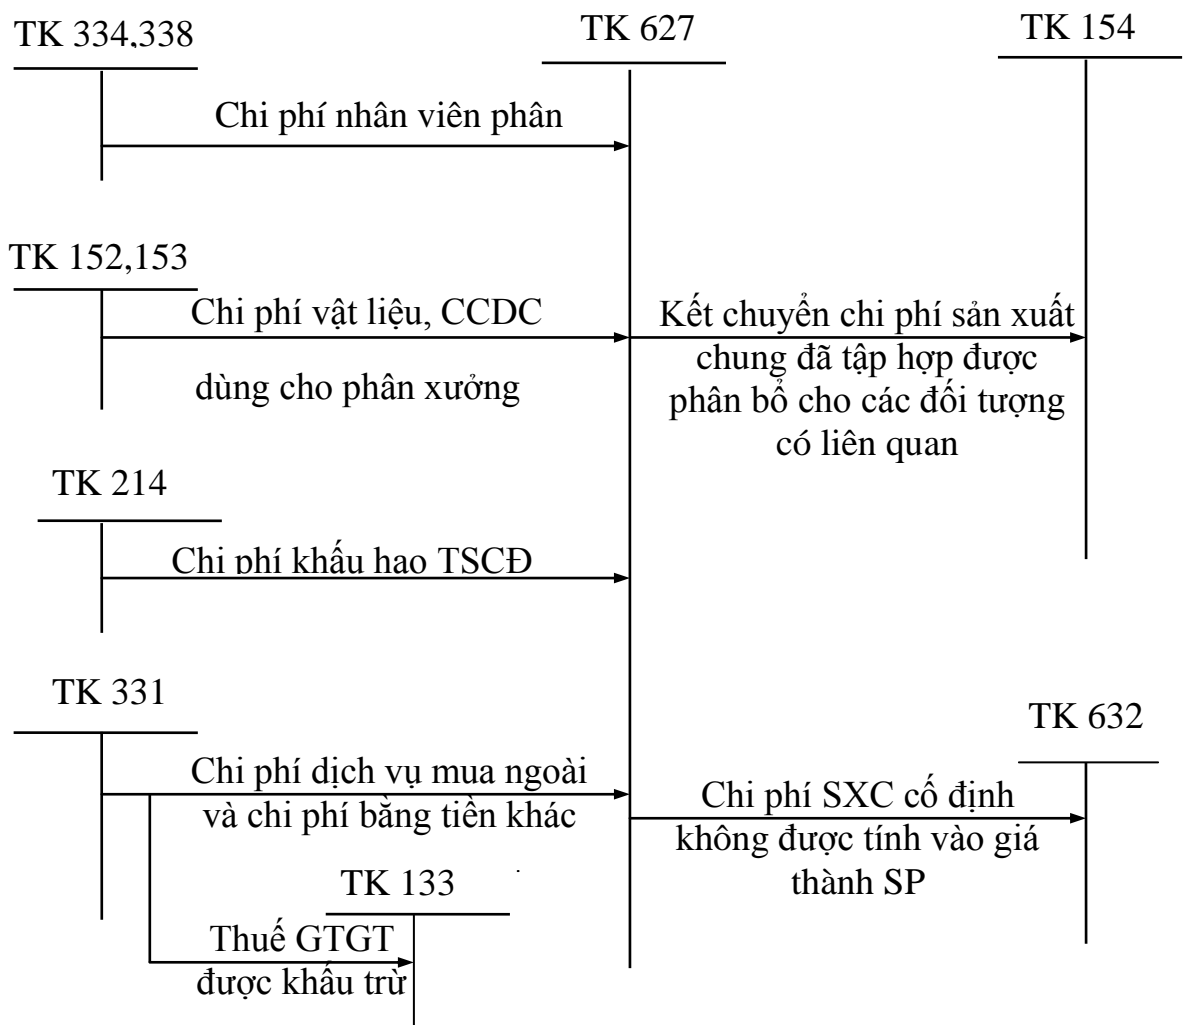 TK 334,338
TK 627
TK 154
Chi phí nhân viên phân
TK 152,153
Chi phí vật liệu, CCDC
dùng cho phân xưởng
Kết chuyển chi phí sản xuất
chung đã tập hợp được
phân bổ cho các đối tượng
có liên quan
TK 214
Chi phí khấu hao TSCĐ
TK 331
TK 632
Chi phí dịch vụ mua ngoài
và chi phí bằng tiền khác
Chi phí SXC cố định
không được tính vào giá
thành SP
TK 133
Thuế GTGT
được khấu trừ